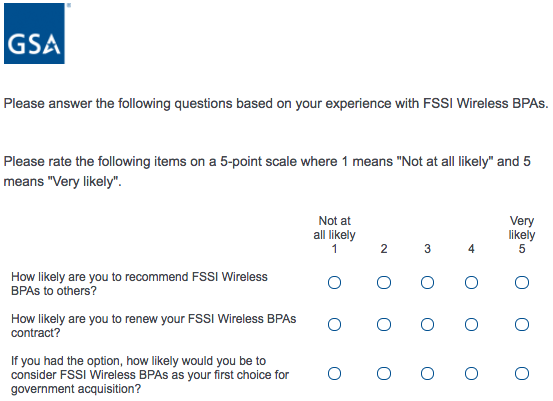 GSA
Please answer the following questions based on your experience with FSSI Wireless BPAs.
Please rate the following items on a 5-point scale where 1 means "Not at all likely" and 5
means "Very likely".
Not at
all likely
1
2
3
4
Very
likely
5
How likely are you to recommend FSSI Wireless
BPAs to others?
How likely are you to renew your FSSI Wireless BPAs
contract?
If you had the option, how likely would you be to
consider FSSI Wireless BPAs as your first choice for
government acquisition?